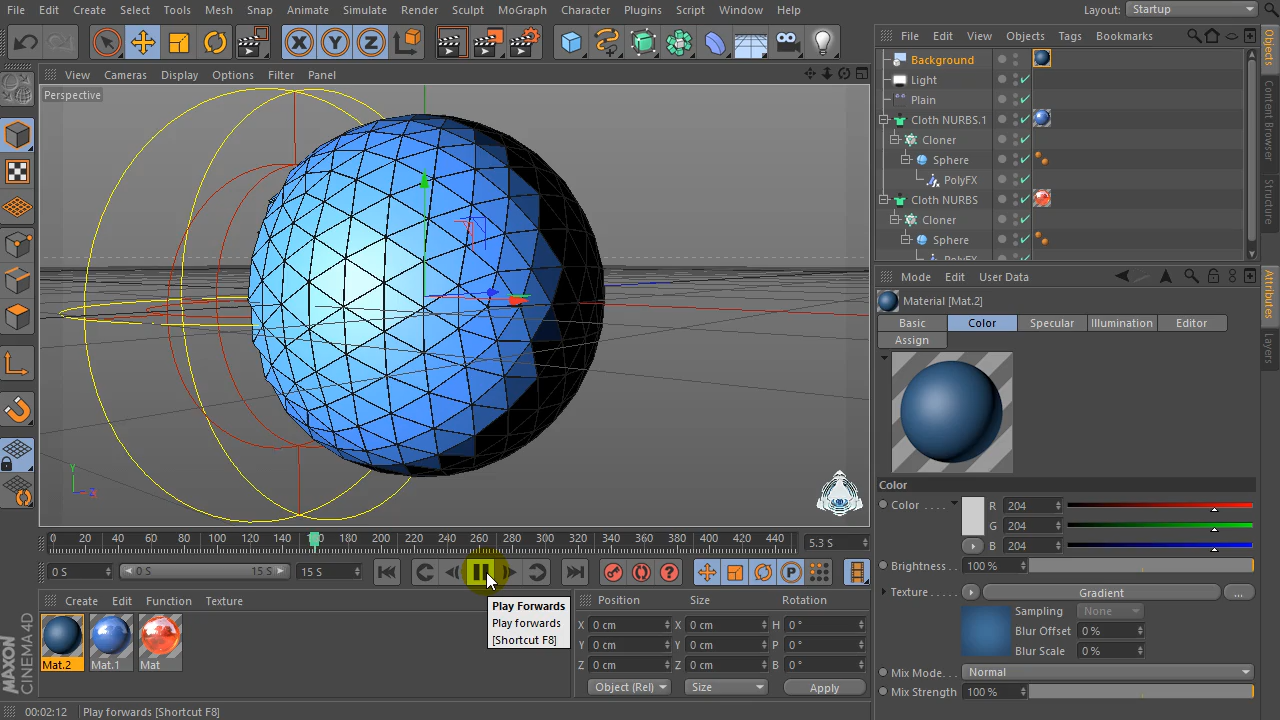 File Edit Create Select Tools Mesh Snap Animate Simulate Render Sculpt MoGraph Character Plugins Script Window Help Layout: Startup
File Edit View Objects Tags Bookmarks
View Cameras Display Options Filter Panel
Perspective
Background
Light
Plain
Cloth NURBS.1
Cloner
Sphere
PolyFX
Cloth NURBS
Cloner
Sphere
PolyFX
Objects
Content Browser
Structure
Mode Edit User Data
Attributes
Layers
Material [Mat.2]
Basic Color Specular Illumination Editor
Assign
Color
Color R 204
G 204
B 204
Brightness 100 %
Texture Gradient ...
Sampling None
Blur Offset 0 %
Blur Scale 0 %
Mix Mode Normal
Mix Strength 100 %
Y
Z
0 20 40 60 80 100 120 140 160 180 200 220 240 260 280 300 320 340 360 380 400 420 440 5.3 S
0 S 0 S 15 S 15 S
P
X Y Z
Play Forwards
Play forwards
[Shortcut F8]
Create Edit Function Texture
Mat.2 Mat.1 Mat
Position Size Rotation
X 0 cm X 0 cm H 0 °
Y 0 cm Y 0 cm P 0 °
Z 0 cm Z 0 cm B 0 °
Object (Rel) Size Apply
MAXON
CINEMA 4D
00:02:12 Play forwards [Shortcut F8]